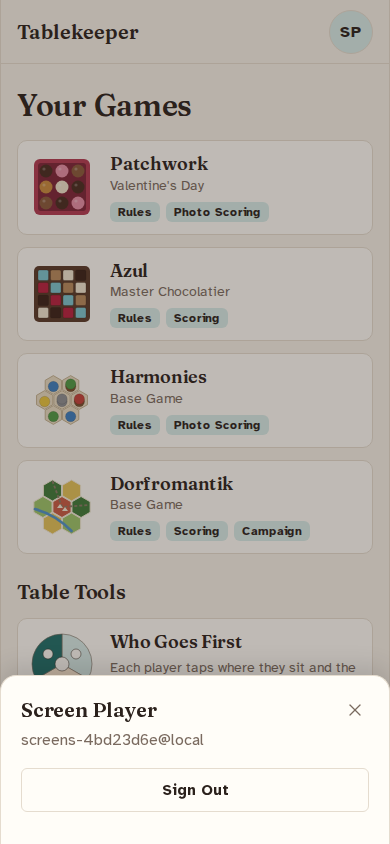 Tablekeeper
SP
Your Games
Patchwork
Valentine's Day
Rules
Photo Scoring
Azul
Master Chocolatier
Rules
Scoring
Harmonies
Base Game
Rules
Photo Scoring
Dorfromantik
Base Game
Rules
Scoring
Campaign
Table Tools
Who Goes First
Each player taps where they sit and the
Screen Player
screens-4bd23d6e@local
Sign Out